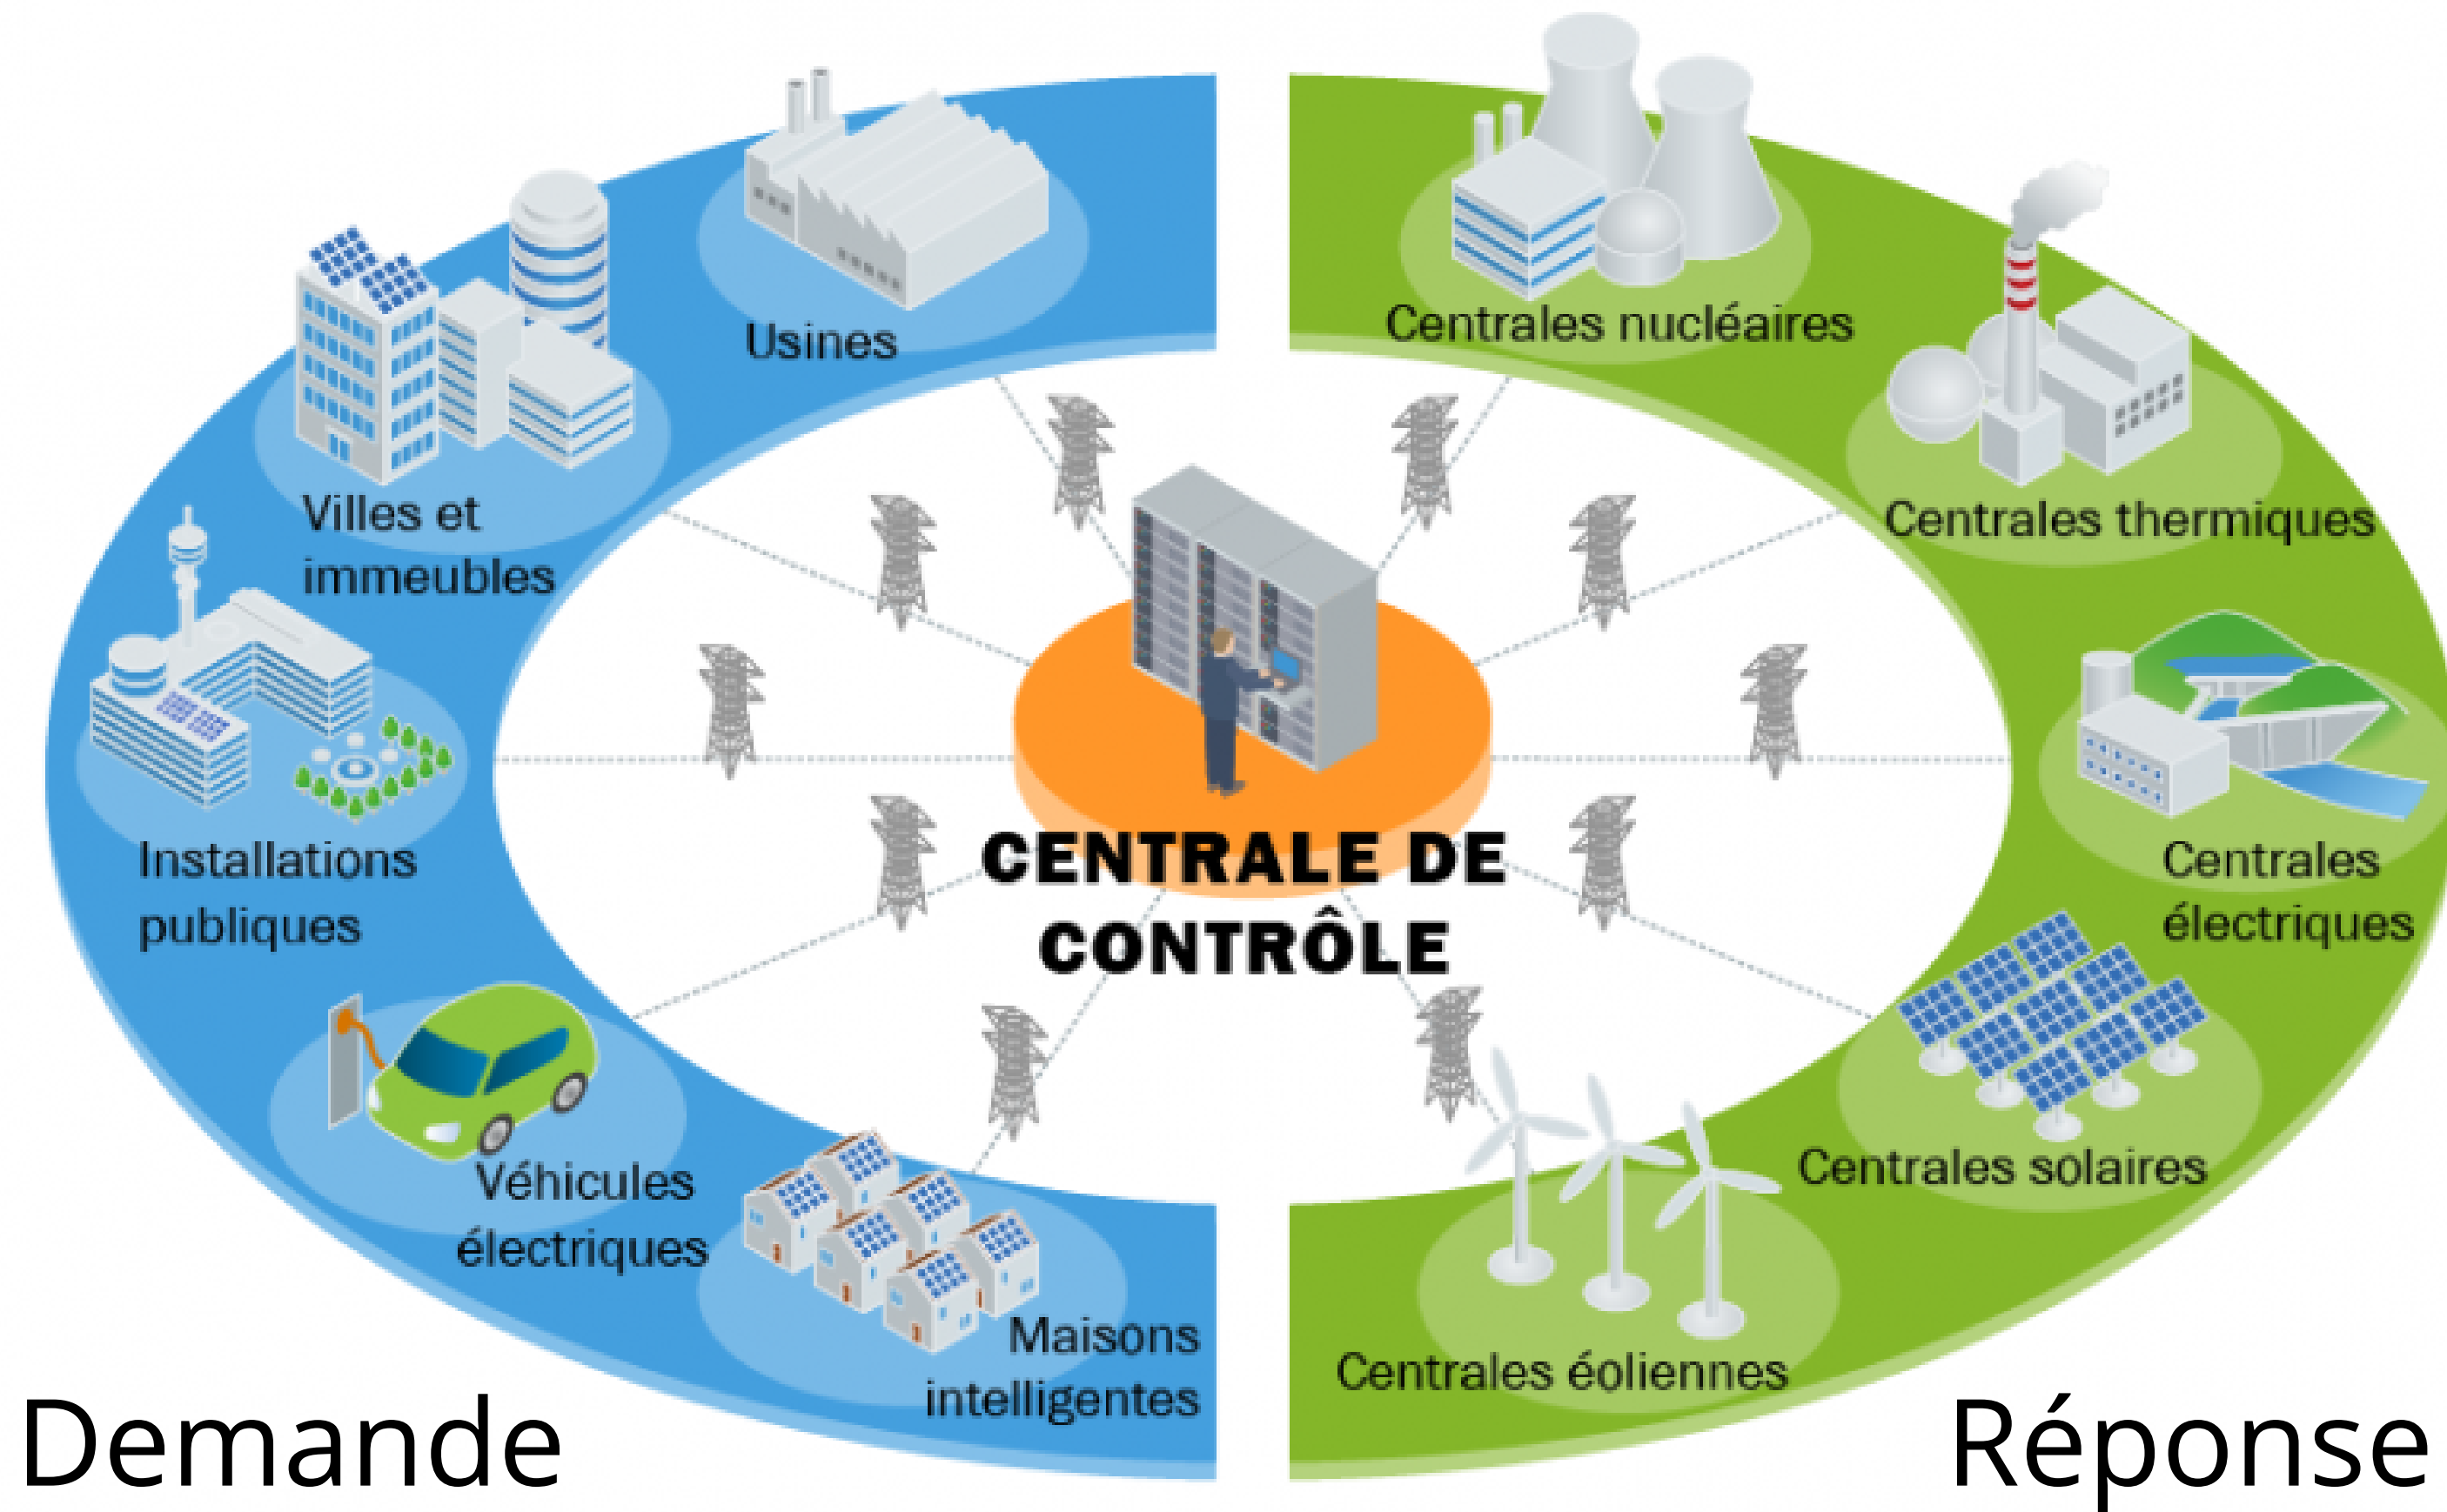 Usines
Centrales nucléaires
Villes et
immeubles
Centrales thermiques
Installations
publiques
CENTRALE DE
CONTRÔLE
Centrales
électriques
Véhicules
électriques
Centrales solaires
Maisons
intelligentes
Centrales éoliennes
Demande
Réponse